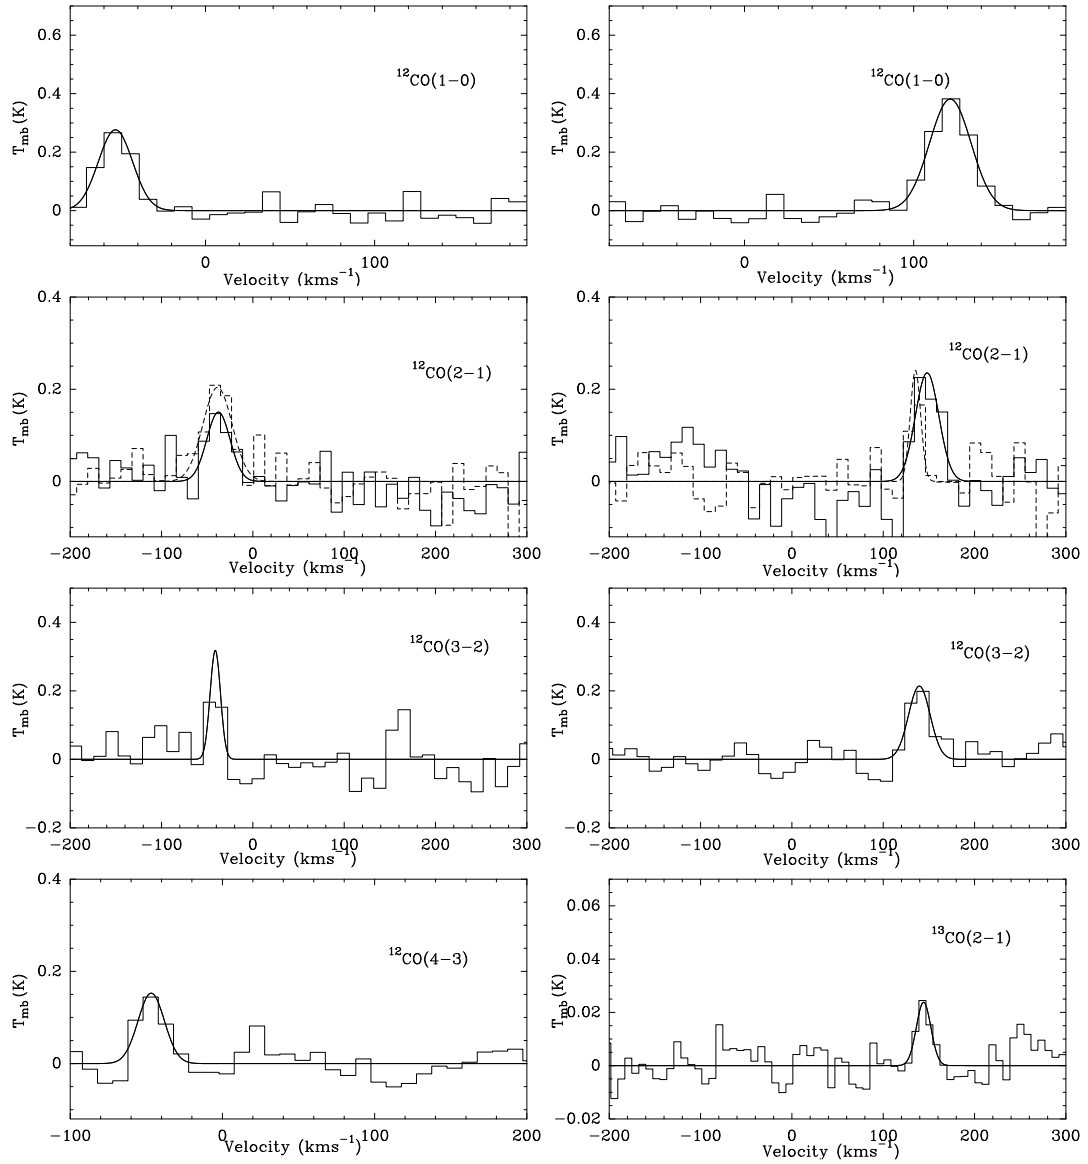 0.6
0.4
0.2
0
T_mb (K)
¹²CO(1−0)
0 100
Velocity (kms⁻¹)
0.6
0.4
0.2
0
T_mb (K)
¹²CO(1−0)
0 100
Velocity (kms⁻¹)
0.4
0.2
0
T_mb (K)
¹²CO(2−1)
−200 −100 0 100 200 300
Velocity (kms⁻¹)
0.4
0.2
0
T_mb (K)
¹²CO(2−1)
−200 −100 0 100 200 300
Velocity (kms⁻¹)
0.4
0.2
0
−0.2
T_mb (K)
¹²CO(3−2)
−200 −100 0 100 200 300
Velocity (kms⁻¹)
0.4
0.2
0
−0.2
T_mb (K)
¹²CO(3−2)
−200 −100 0 100 200 300
Velocity (kms⁻¹)
0.4
0.2
0
T_mb (K)
¹²CO(4−3)
−100 0 100 200
Velocity (kms⁻¹)
0.06
0.04
0.02
0
−0.02
T_mb (K)
¹³CO(2−1)
−200 −100 0 100 200 300
Velocity (kms⁻¹)